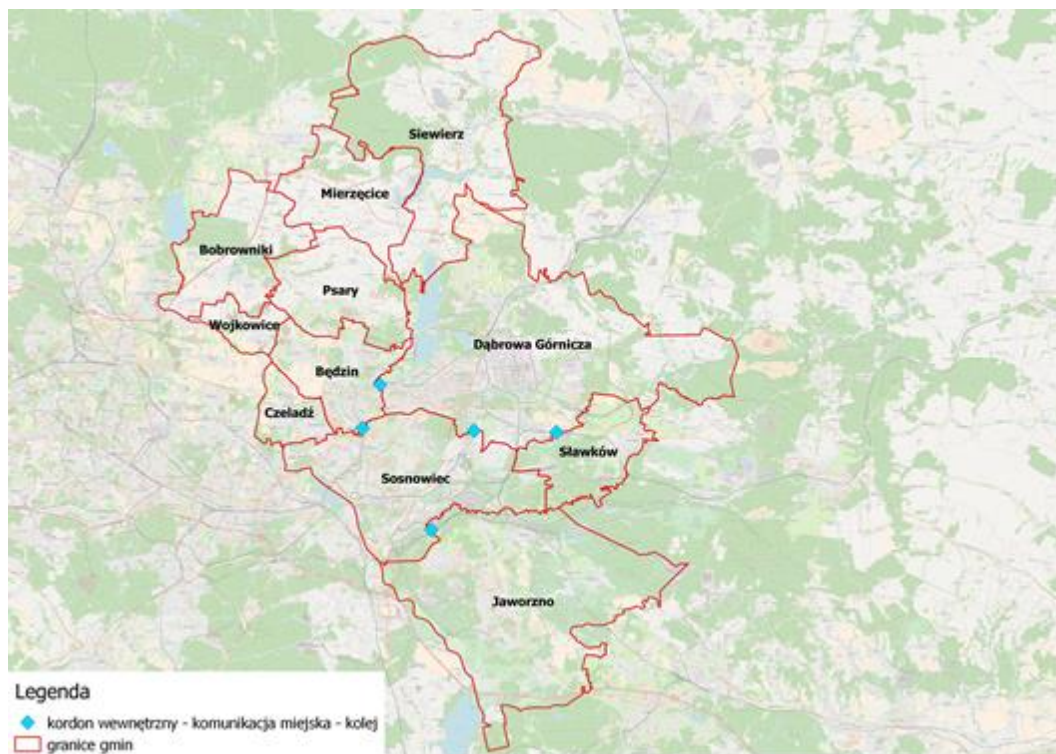 Siewierz
Mierzęcice
Bobrowniki
Psary
Wojkowice
Dąbrowa Górnicza
Będzin
Czeladź
Sławków
Sosnowiec
Jaworzno
Legenda
kordon wewnętrzny - komunikacja miejska - kolej
granice gmin